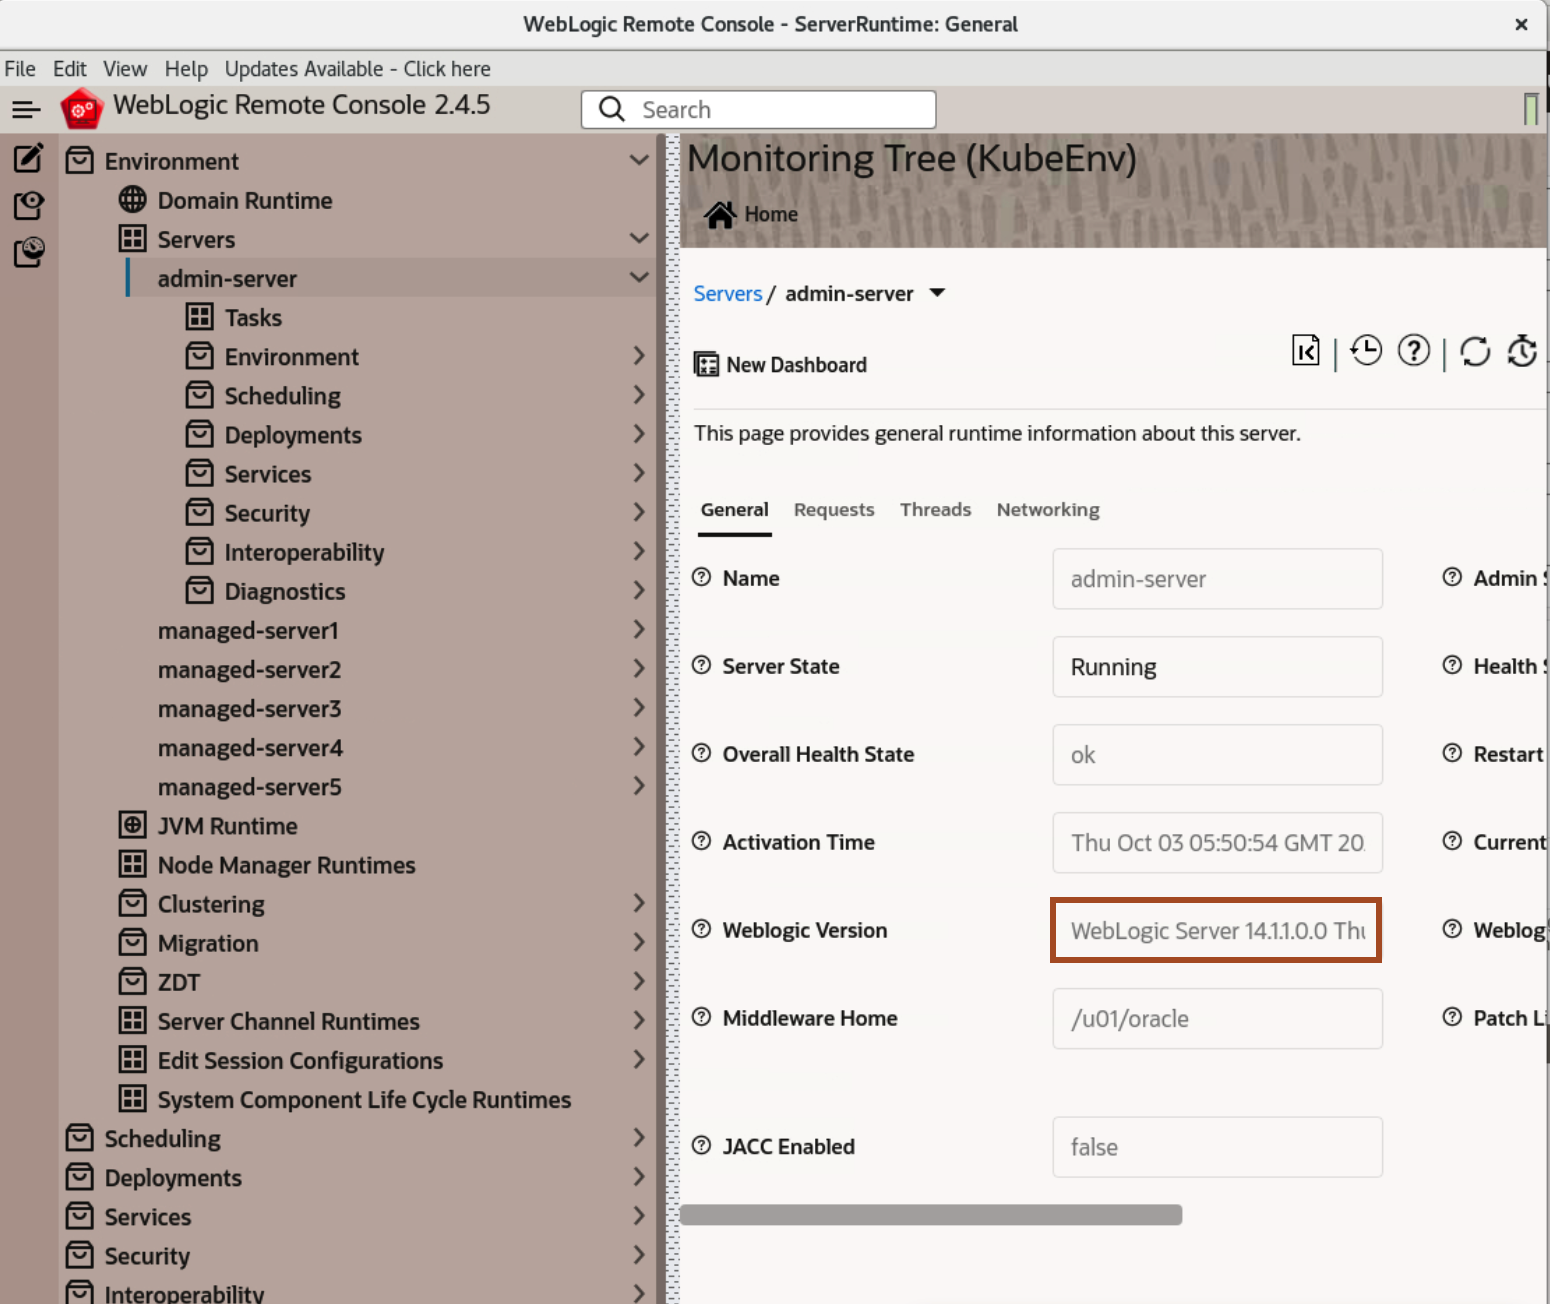 WebLogic Remote Console - ServerRuntime: General
File Edit View Help Updates Available - Click here
WebLogic Remote Console 2.4.5
Search
Environment
Domain Runtime
Servers
admin-server
Tasks
Environment
Scheduling
Deployments
Services
Security
Interoperability
Diagnostics
managed-server1
managed-server2
managed-server3
managed-server4
managed-server5
JVM Runtime
Node Manager Runtimes
Clustering
Migration
ZDT
Server Channel Runtimes
Edit Session Configurations
System Component Life Cycle Runtimes
Scheduling
Deployments
Services
Security
Interoperability
Monitoring Tree (KubeEnv)
Home
Servers / admin-server
New Dashboard
This page provides general runtime information about this server.
General Requests Threads Networking
Name admin-server Admin
Server State Running Health
Overall Health State ok Restart
Activation Time Thu Oct 03 05:50:54 GMT 20 Current
Weblogic Version WebLogic Server 14.1.1.0.0 Thu Weblog
Middleware Home /u01/oracle Patch
JACC Enabled false